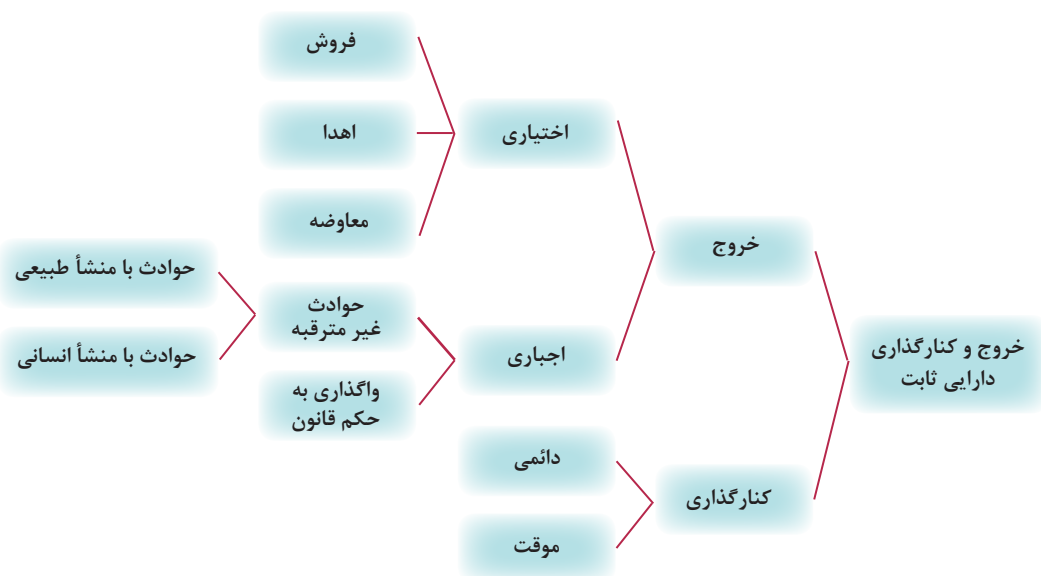 خروج و کنارگذاری
دارایی ثابت
خروج
اختیاری
فروش
اهدا
معاوضه
اجباری
حوادث
غیر مترقبه
حوادث با منشأ طبیعی
حوادث با منشأ انسانی
واگذاری به
حکم قانون
کنارگذاری
دائمی
موقت